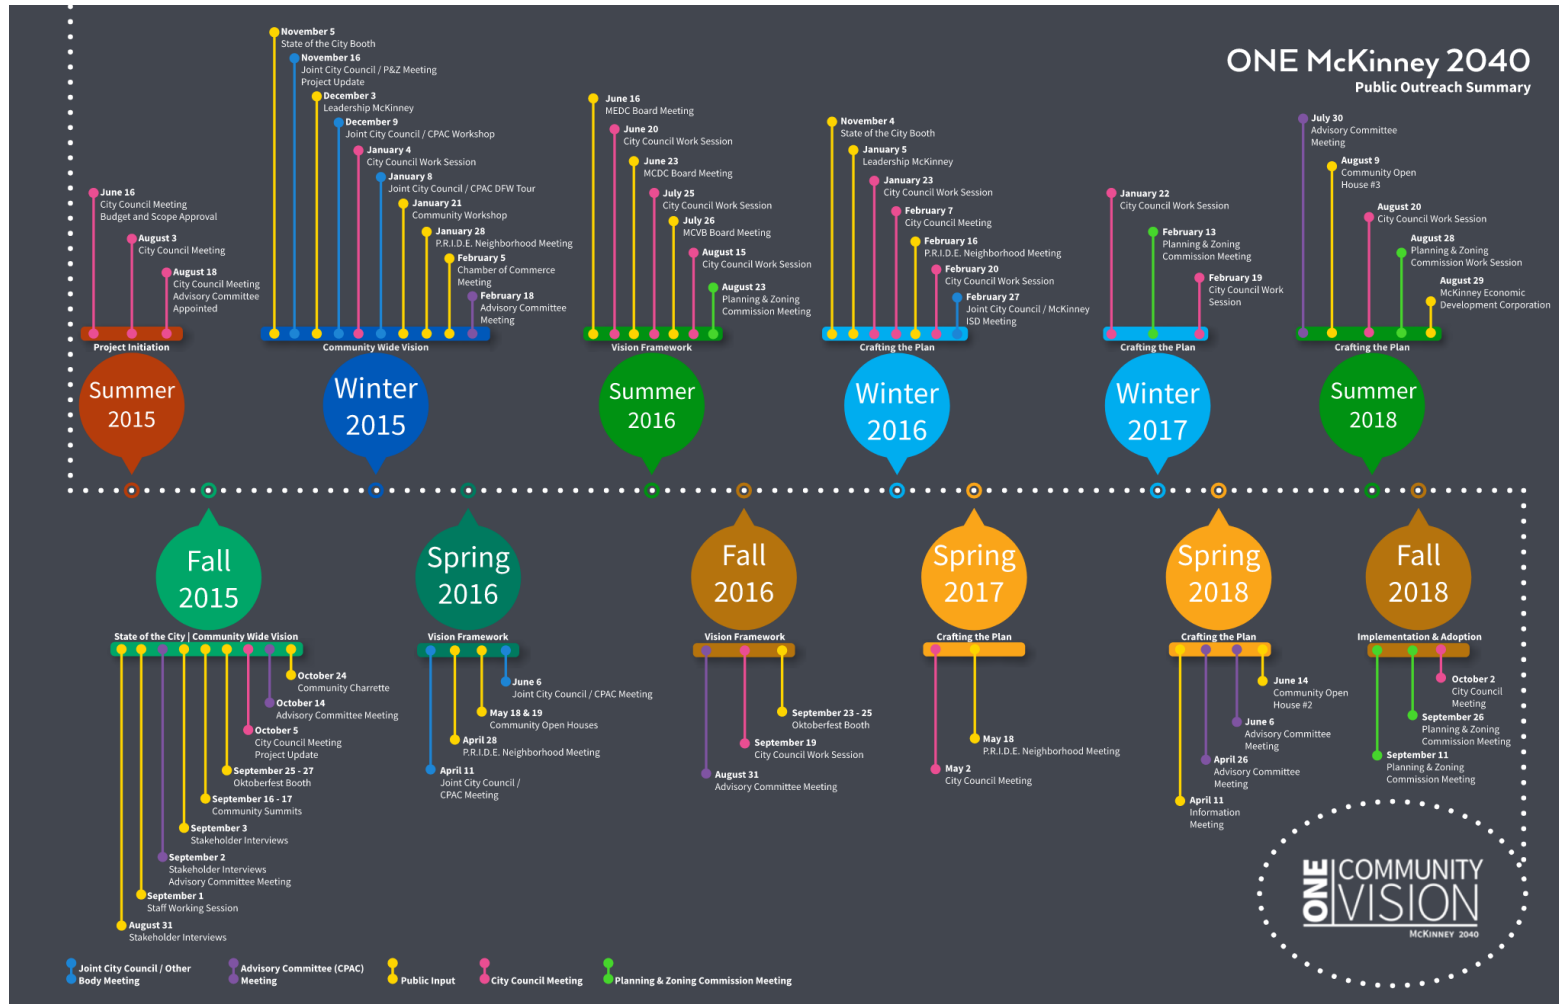 ONE McKinney 2040
Public Outreach Summary
June 16
City Council Meeting
Budget and Scope Approval
August 3
City Council Meeting
August 18
City Council Meeting
Advisory Committee
Appointed
Project Initiation
Summer
2015
November 5
State of the City Booth
November 16
Joint City Council / P&Z Meeting
Project Update
December 3
Leadership McKinney
December 9
Joint City Council / CPAC Workshop
January 4
City Council Work Session
January 8
Joint City Council / CPAC DFW Tour
January 21
Community Workshop
January 28
P.R.I.D.E. Neighborhood Meeting
February 5
Chamber of Commerce
Meeting
February 18
Advisory Committee
Meeting
Community Wide Vision
Winter
2015
June 16
MEDC Board Meeting
June 20
City Council Work Session
June 23
MCDC Board Meeting
July 25
City Council Work Session
July 26
MCVB Board Meeting
August 15
City Council Work Session
August 23
Planning & Zoning
Commission Meeting
Vision Framework
Summer
2016
November 4
State of the City Booth
January 5
Leadership McKinney
January 23
City Council Work Session
February 7
City Council Meeting
February 16
P.R.I.D.E. Neighborhood Meeting
February 20
City Council Work Session
February 27
Joint City Council / McKinney
ISD Meeting
Crafting the Plan
Winter
2016
January 22
City Council Work Session
February 13
Planning & Zoning
Commission Meeting
February 19
City Council Work
Session
Crafting the Plan
Winter
2017
July 30
Advisory Committee
Meeting
August 9
Community Open
House #3
August 20
City Council Work Session
August 28
Planning & Zoning
Commission Work Session
August 29
McKinney Economic
Development Corporation
Crafting the Plan
Summer
2018
Fall
2015
State of the City | Community Wide Vision
October 24
Community Charrette
October 14
Advisory Committee Meeting
October 5
City Council Meeting
Project Update
September 25 - 27
Oktoberfest Booth
September 16 - 17
Community Summits
September 3
Stakeholder Interviews
September 2
Stakeholder Interviews
Advisory Committee Meeting
September 1
Staff Working Session
August 31
Stakeholder Interviews
Spring
2016
Vision Framework
June 6
Joint City Council / CPAC Meeting
May 18 & 19
Community Open Houses
April 28
P.R.I.D.E. Neighborhood Meeting
April 11
Joint City Council /
CPAC Meeting
Fall
2016
Vision Framework
September 23 - 25
Oktoberfest Booth
September 19
City Council Work Session
August 31
Advisory Committee Meeting
Spring
2017
Crafting the Plan
May 18
P.R.I.D.E. Neighborhood Meeting
May 2
City Council Meeting
Spring
2018
Crafting the Plan
June 14
Community Open
House #2
June 6
Advisory Committee
Meeting
April 26
Advisory Committee
Meeting
April 11
Information
Meeting
Fall
2018
Implementation & Adoption
October 2
City Council
Meeting
September 26
Planning & Zoning
Commission Meeting
September 11
Planning & Zoning
Commission Meeting
ONE
COMMUNITY
VISION
McKINNEY 2040
Joint City Council / Other
Body Meeting
Advisory Committee (CPAC)
Meeting
Public Input
City Council Meeting
Planning & Zoning Commission Meeting